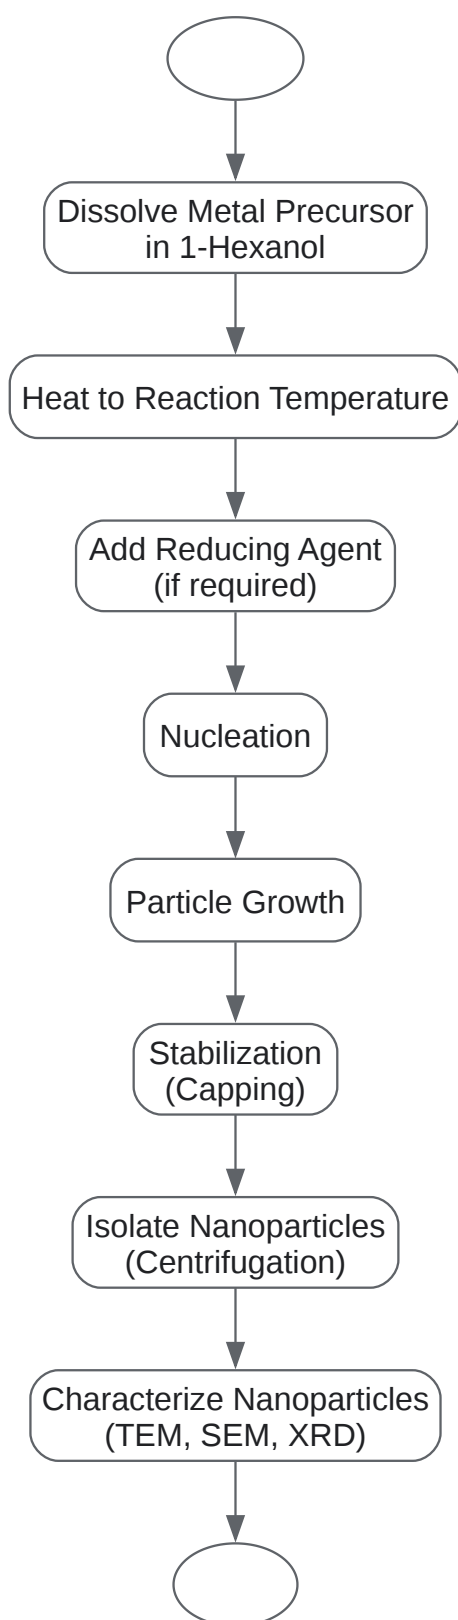 Dissolve Metal Precursor
in 1-Hexanol
Heat to Reaction Temperature
Add Reducing Agent
(if required)
Nucleation
Particle Growth
Stabilization
(Capping)
Isolate Nanoparticles
(Centrifugation)
Characterize Nanoparticles
(TEM, SEM, XRD)